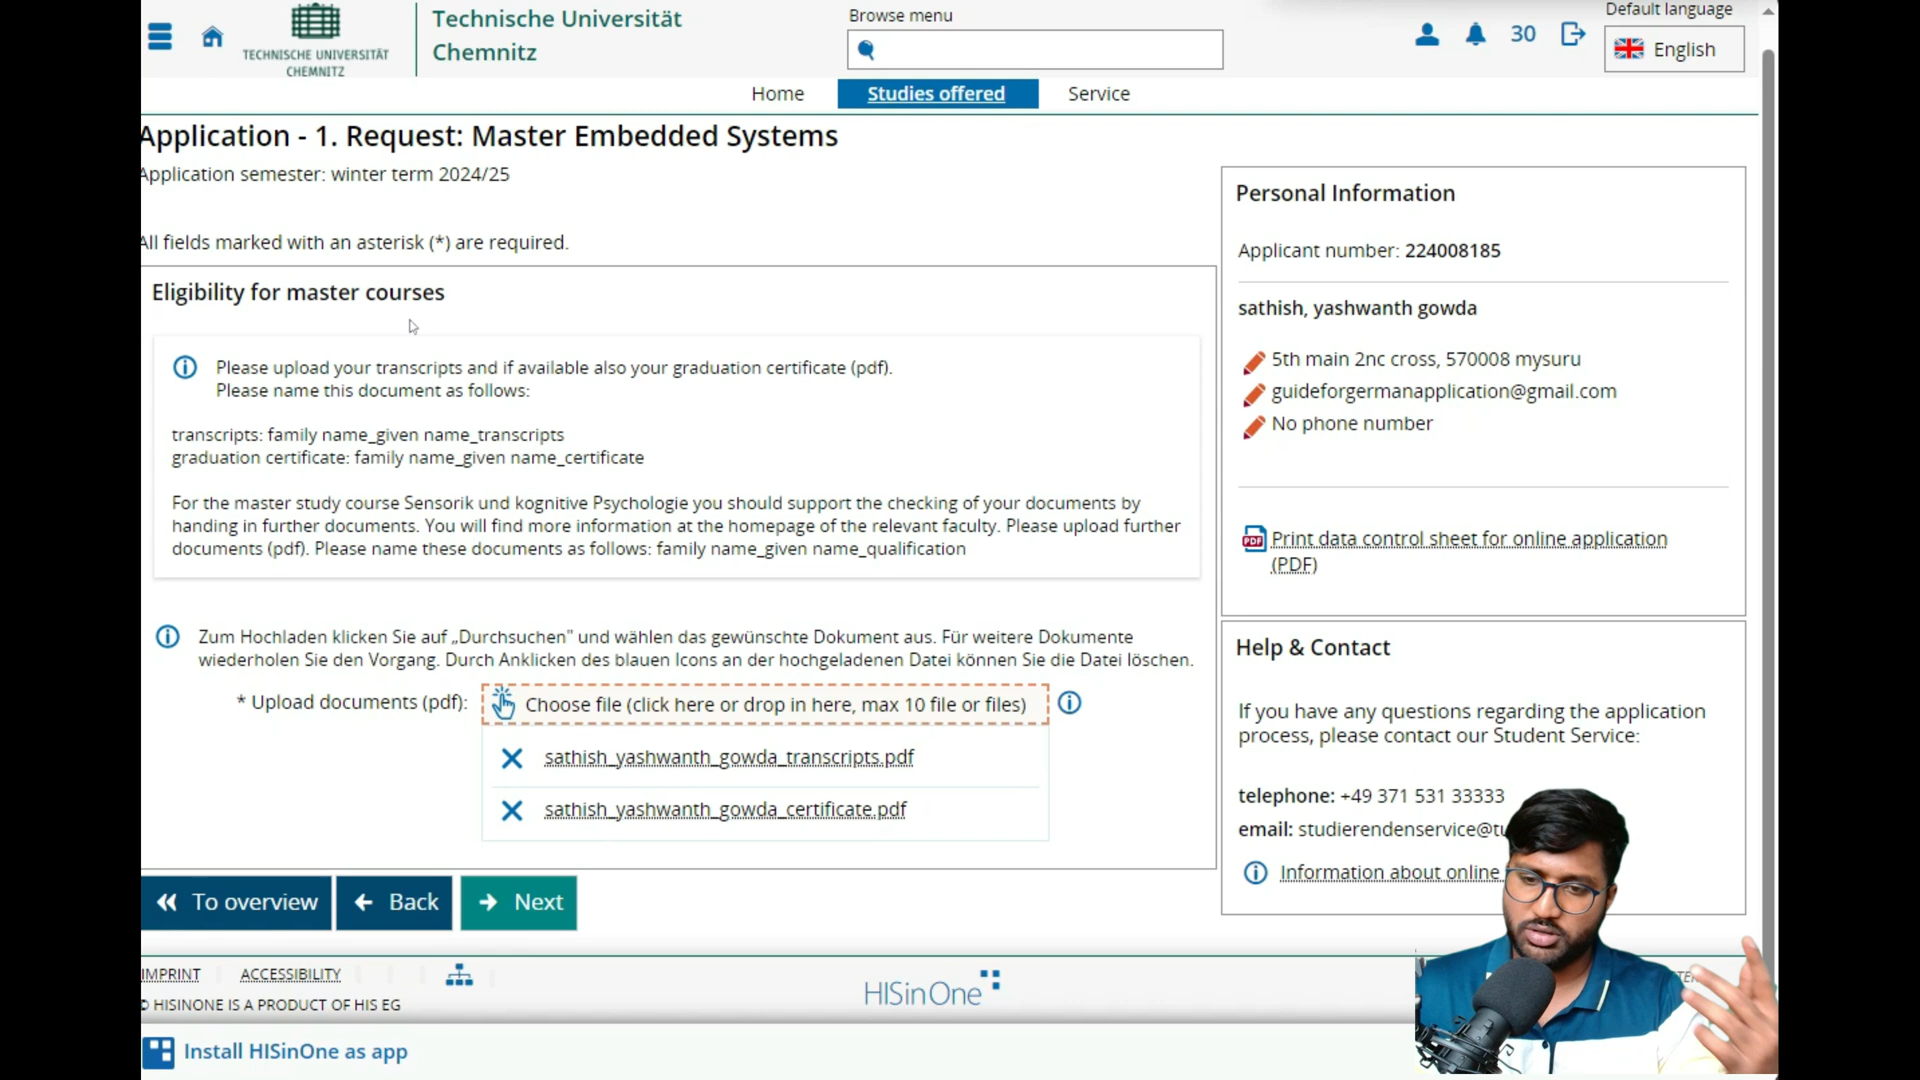 TECHNISCHE UNIVERSITÄT
CHEMNITZ
Technische Universität
Chemnitz
Browse menu
30
Default language
English
Home
Studies offered
Service
Application - 1. Request: Master Embedded Systems
Application semester: winter term 2024/25
All fields marked with an asterisk (*) are required.
Eligibility for master courses
Please upload your transcripts and if available also your graduation certificate (pdf).
Please name this document as follows:
transcripts: family name_given name_transcripts
graduation certificate: family name_given name_certificate
For the master study course Sensorik und kognitive Psychologie you should support the checking of your documents by
handing in further documents. You will find more information at the homepage of the relevant faculty. Please upload further
documents (pdf). Please name these documents as follows: family name_given name_qualification
Zum Hochladen klicken Sie auf „Durchsuchen" und wählen das gewünschte Dokument aus. Für weitere Dokumente
wiederholen Sie den Vorgang. Durch Anklicken des blauen Icons an der hochgeladenen Datei können Sie die Datei löschen.
* Upload documents (pdf):
Choose file (click here or drop in here, max 10 file or files)
sathish_yashwanth_gowda_transcripts.pdf
sathish_yashwanth_gowda_certificate.pdf
To overview
Back
Next
Personal Information
Applicant number: 224008185
sathish, yashwanth gowda
5th main 2nc cross, 570008 mysuru
guideforgermanapplication@gmail.com
No phone number
PDF
Print data control sheet for online application
(PDF)
Help & Contact
If you have any questions regarding the application
process, please contact our Student Service:
telephone: +49 371 531 33333
email: studierendenservice@tu
Information about online
IMPRINT
ACCESSIBILITY
© HISINONE IS A PRODUCT OF HIS EG
HISinOne
Install HISinOne as app